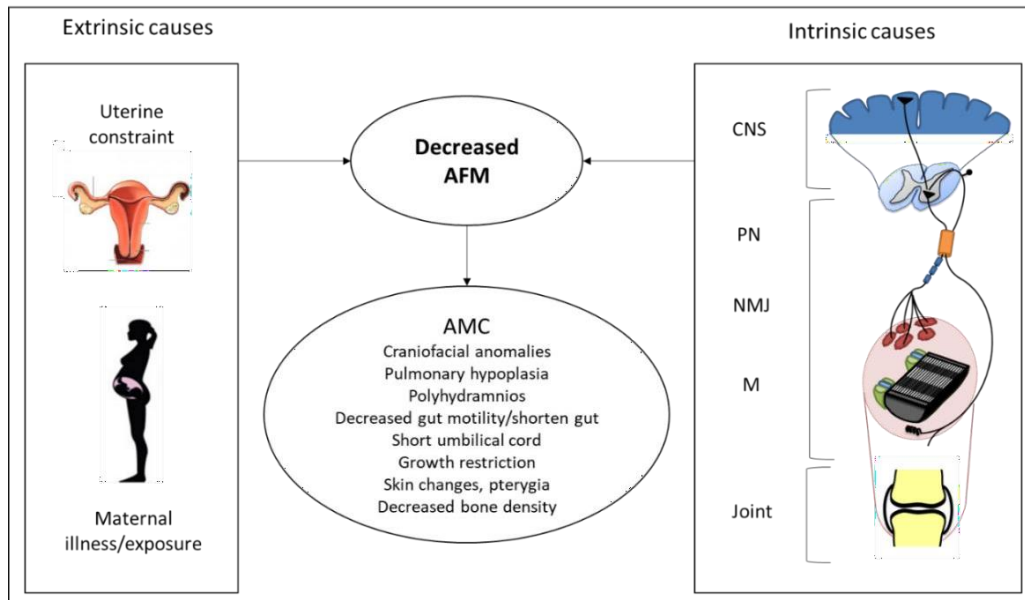 Extrinsic causes
Uterine
constraint
Maternal
illness/exposure
Decreased
AFM
AMC
Craniofacial anomalies
Pulmonary hypoplasia
Polyhydramnios
Decreased gut motility/shorten gut
Short umbilical cord
Growth restriction
Skin changes, pterygia
Decreased bone density
Intrinsic causes
CNS
PN
NMJ
M
Joint